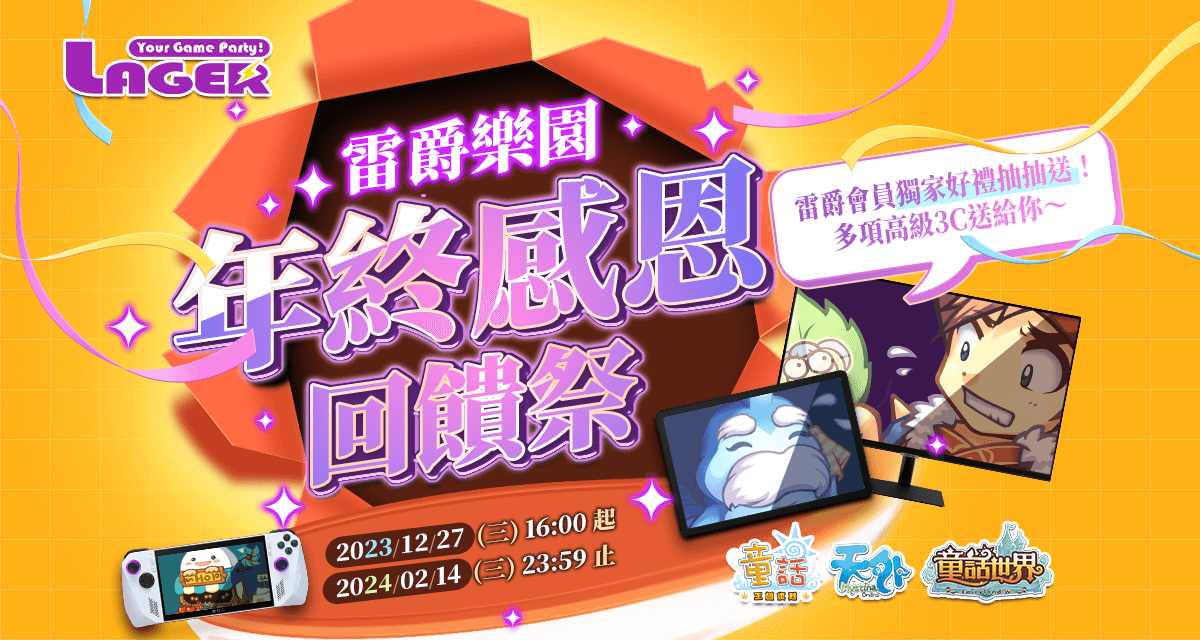 Your Game Party!
LAGER
雷爵樂園
年終感恩
回饋祭
雷爵會員獨家好禮抽抽送！
多項高級3C送給你～
2023/12/27 (三) 16:00 起
2024/02/14 (三) 23:59 止
童話
天外
Mystina
Online
童話世界
Fairyland